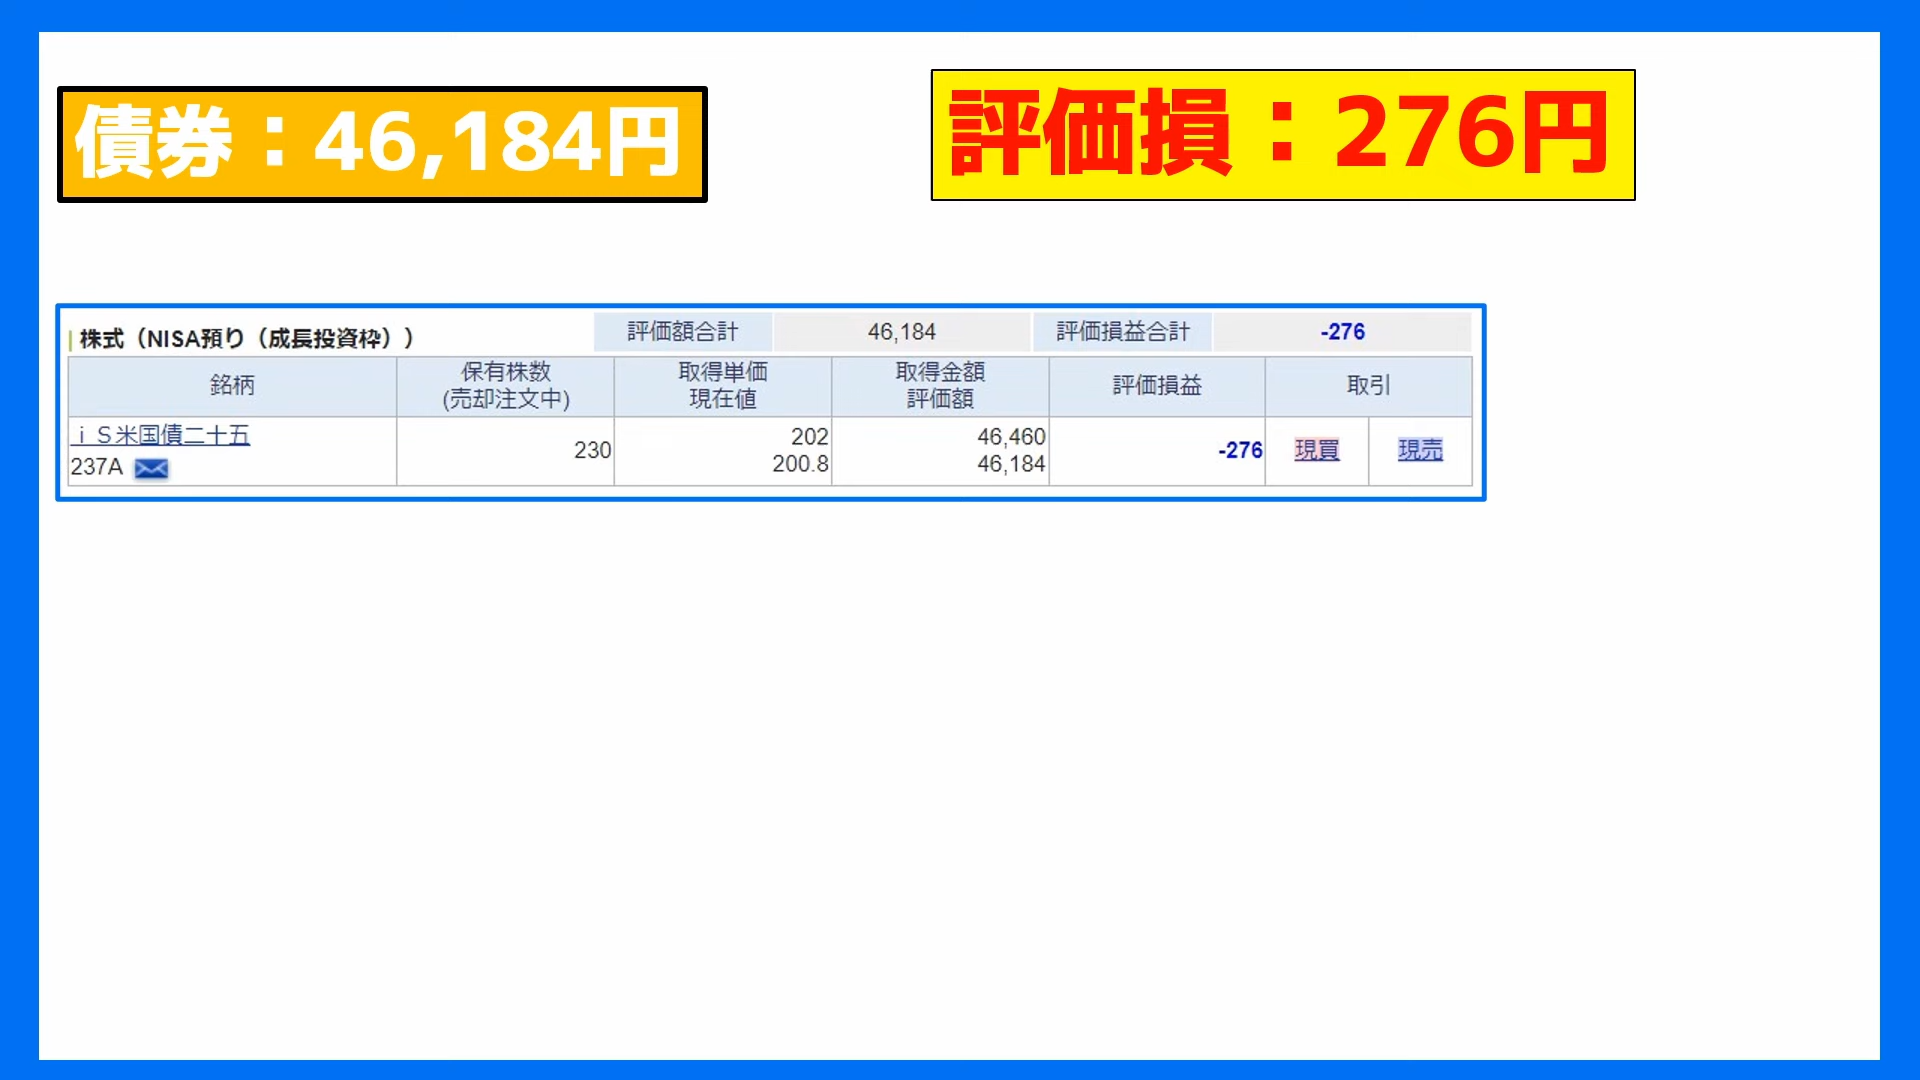 債券：46,184円
評価損：276円
株式（NISA預り（成長投資枠））
評価額合計 46,184 評価損益合計 -276
銘柄 保有株数 (売却注文中) 取得単価 現在値 取得金額 評価額 評価損益 取引
ｉＳ米国債二十五
237A
230
202
200.8
46,460
46,184
-276
現買 現売